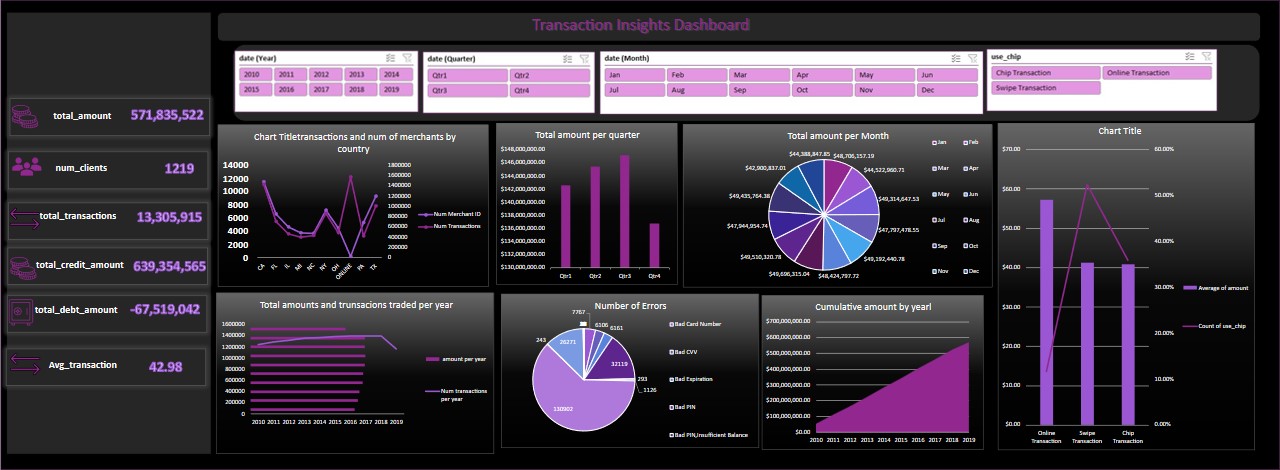 Transaction Insights Dashboard
date (Year)
2010 2011 2012 2013 2014
2015 2016 2017 2018 2019
date (Quarter)
Qtr1 Qtr2
Qtr3 Qtr4
date (Month)
Jan Feb Mar Apr May Jun
Jul Aug Sep Oct Nov Dec
use_chip
Chip Transaction Online Transaction
Swipe Transaction
total_amount 571,835,522
num_clients 1219
total_transactions 13,305,915
total_credit_amount 639,354,565
total_debt_amount -67,519,042
Avg_transaction 42.98
Chart Titletransactions and num of merchants by
country
14000
12000
10000
8000
6000
4000
2000
0
1800000
1600000
1400000
1200000
1000000
800000
600000
400000
200000
0
CA FL IL MI NC NY OH ONLINE PA TX
Num Merchant ID
Num Transactions
Total amount per quarter
$148,000,000.00
$146,000,000.00
$144,000,000.00
$142,000,000.00
$140,000,000.00
$138,000,000.00
$136,000,000.00
$134,000,000.00
$132,000,000.00
$130,000,000.00
Qtr1 Qtr2 Qtr3 Qtr4
Total amount per Month
$48,706,157.19
$44,522,960.71
$49,314,647.53
$47,797,478.55
$49,192,440.78
$48,424,797.72
$49,696,315.04
$49,510,320.78
$47,944,954.74
$49,435,764.38
$42,900,837.01
$44,388,847.85
Jan Feb
Mar Apr
May Jun
Jul Aug
Sep Oct
Nov Dec
Chart Title
$70.00
$60.00
$50.00
$40.00
$30.00
$20.00
$10.00
$0.00
60.00%
50.00%
40.00%
30.00%
20.00%
10.00%
0.00%
Online
Transaction
Swipe
Transaction
Chip
Transaction
Average of amount
Count of use_chip
Total amounts and trunsacions traded per year
1600000
1400000
1200000
1000000
800000
600000
400000
200000
0
2010 2011 2012 2013 2014 2015 2016 2017 2018 2019
amount per year
Num transactions
per year
Number of Errors
7767
6106
6161
32119
293
1126
130902
243
26271
Bad Card Number
Bad CVV
Bad Expiration
Bad PIN
Bad PIN,Insufficient Balance
Cumulative amount by yearl
$700,000,000.00
$600,000,000.00
$500,000,000.00
$400,000,000.00
$300,000,000.00
$200,000,000.00
$100,000,000.00
$0.00
2010 2011 2012 2013 2014 2015 2016 2017 2018 2019